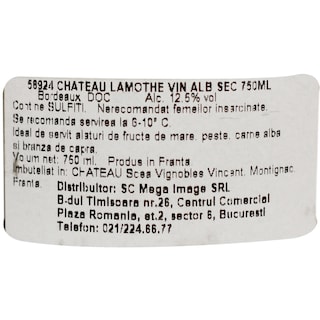 58924 CHATEAU LAMOTHE VIN ALB SEC 750ML
Bordeaux DOC Alc. 12.5% vol
Contine SULFITI. Nerecomandat femeilor insarcinate.
Se recomanda servirea la 8-10° C.
Ideal de servit alaturi de fructe de mare, peste, carne alba
si branza de capra.
Volum net: 750 ml. Produs in Franta.
Imbuteliat in: CHATEAU Scea Vignobles Vincent, Montignac,
Franta.
Distribuitor: SC Mega Image SRL
B-dul Timisoara nr.26, Centrul Comercial
Plaza Romania, et.2, sector 6, Bucuresti
Telefon: 021/224.66.77